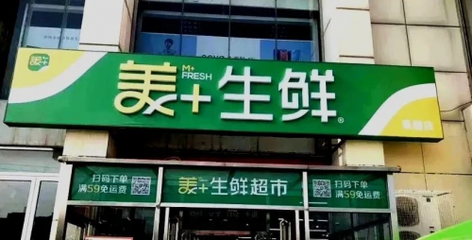 美+
M+
FRESH
美+生鲜®
扫码下单
满59免运费
美+生鲜超市
扫码下单
满59免运费